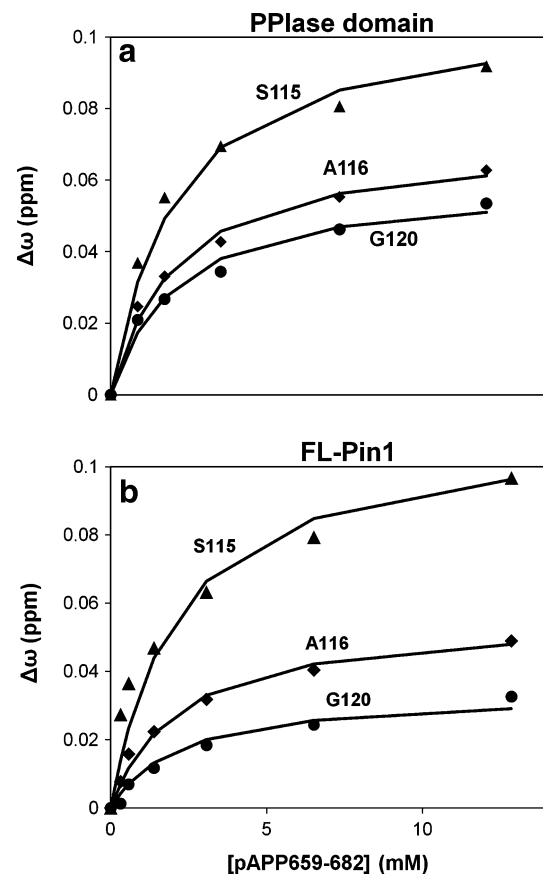 PPIase domain
a
0.1
0.08
0.06
0.04
0.02
0
Δω (ppm)
S115
A116
G120
FL-Pin1
b
0.1
0.08
0.06
0.04
0.02
0
Δω (ppm)
S115
A116
G120
0 5 10
[pAPP659-682] (mM)